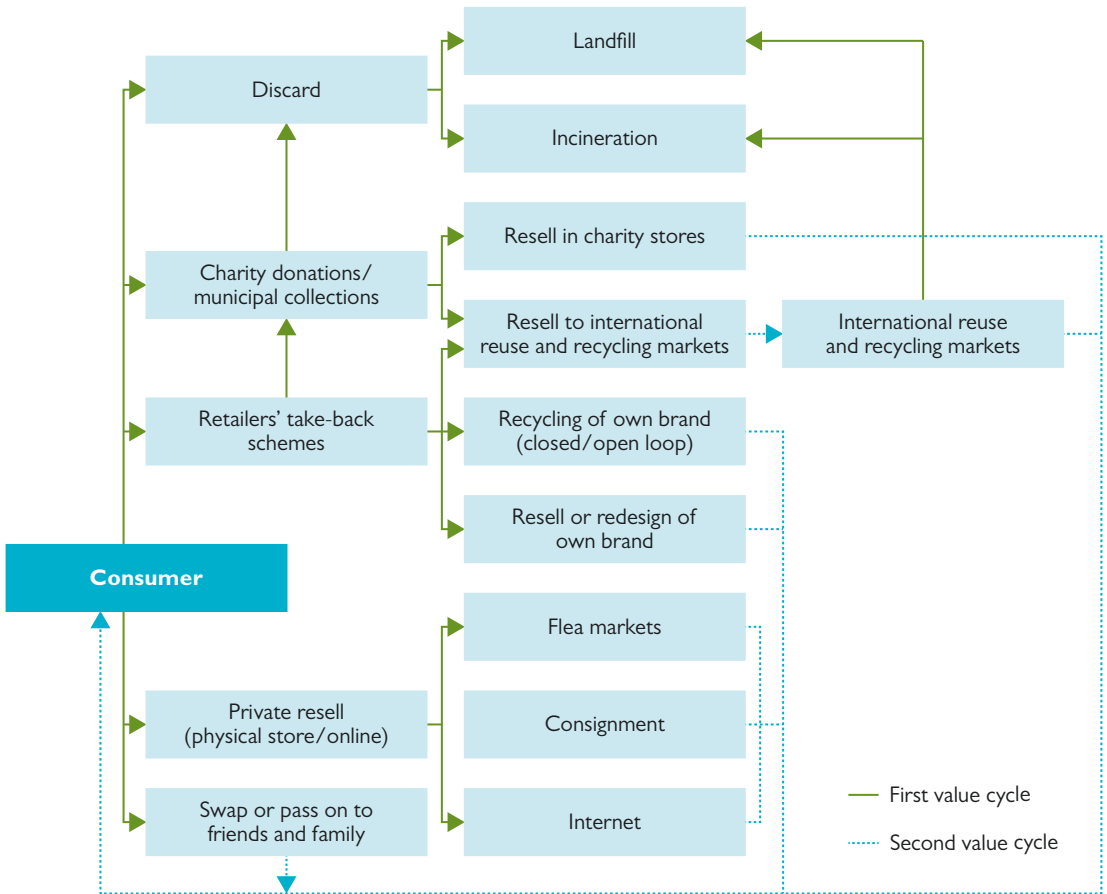 Landfill
Discard
Incineration
Resell in charity stores
Charity donations/
municipal collections
Resell to international
reuse and recycling markets
International reuse
and recycling markets
Retailers’ take-back
schemes
Recycling of own brand
(closed/open loop)
Resell or redesign of
own brand
Consumer
Flea markets
Private resell
(physical store/online)
Consignment
Swap or pass on to
friends and family
Internet
First value cycle
Second value cycle